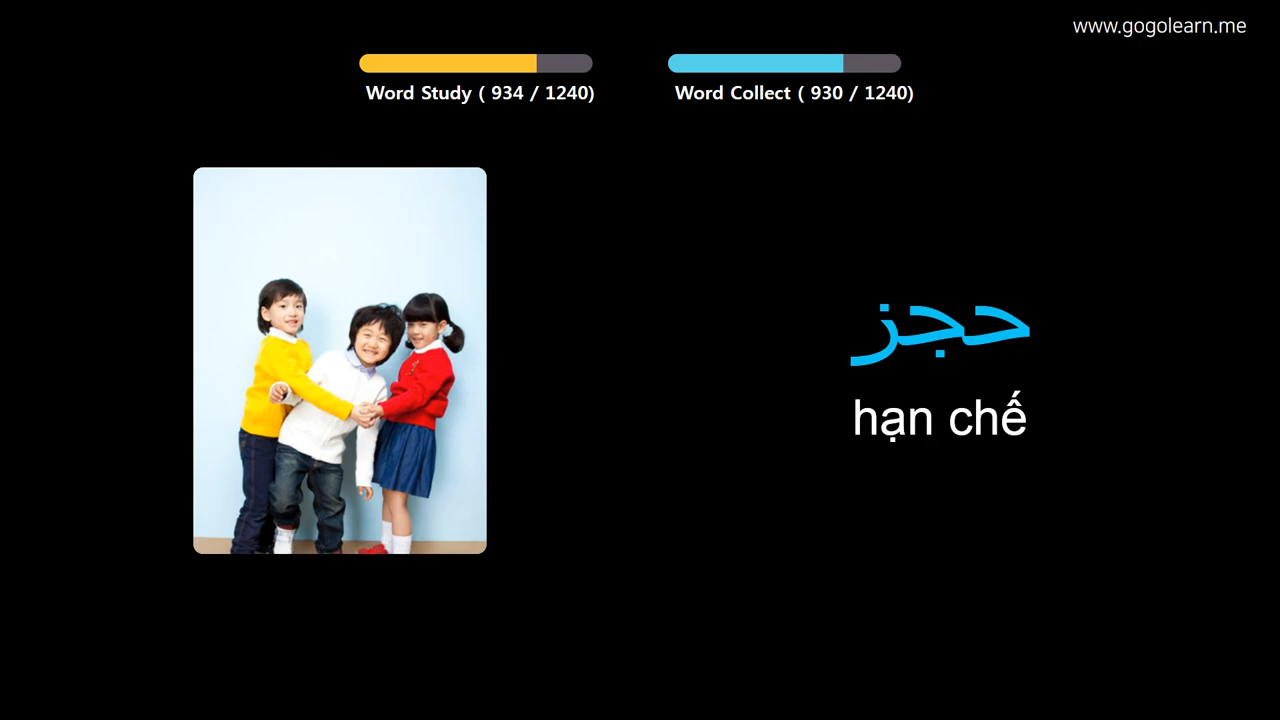 www.gogolearn.me
Word Study ( 934 / 1240)
Word Collect ( 930 / 1240)
حجز
hạn chế